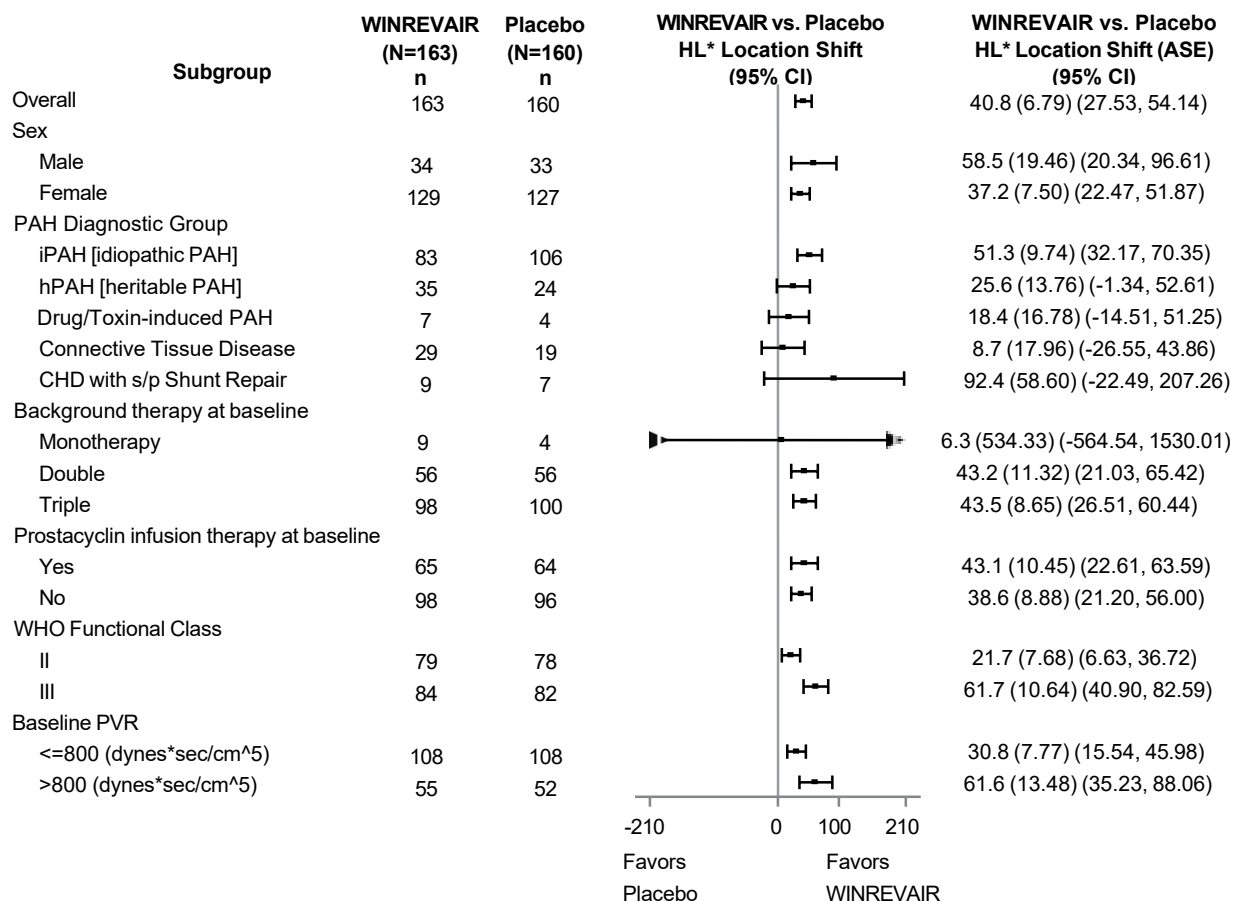 WINREVAIR Placebo WINREVAIR vs. Placebo WINREVAIR vs. Placebo
(N=163) (N=160) HL* Location Shift HL* Location Shift (ASE)
Subgroup n n (95% CI) (95% CI)
Overall 163 160 40.8 (6.79) (27.53, 54.14)
Sex
Male 34 33 58.5 (19.46) (20.34, 96.61)
Female 129 127 37.2 (7.50) (22.47, 51.87)
PAH Diagnostic Group
iPAH [idiopathic PAH] 83 106 51.3 (9.74) (32.17, 70.35)
hPAH [heritable PAH] 35 24 25.6 (13.76) (-1.34, 52.61)
Drug/Toxin-induced PAH 7 4 18.4 (16.78) (-14.51, 51.25)
Connective Tissue Disease 29 19 8.7 (17.96) (-26.55, 43.86)
CHD with s/p Shunt Repair 9 7 92.4 (58.60) (-22.49, 207.26)
Background therapy at baseline
Monotherapy 9 4 6.3 (534.33) (-564.54, 1530.01)
Double 56 56 43.2 (11.32) (21.03, 65.42)
Triple 98 100 43.5 (8.65) (26.51, 60.44)
Prostacyclin infusion therapy at baseline
Yes 65 64 43.1 (10.45) (22.61, 63.59)
No 98 96 38.6 (8.88) (21.20, 56.00)
WHO Functional Class
II 79 78 21.7 (7.68) (6.63, 36.72)
III 84 82 61.7 (10.64) (40.90, 82.59)
Baseline PVR
<=800 (dynes*sec/cm^5) 108 108 30.8 (7.77) (15.54, 45.98)
>800 (dynes*sec/cm^5) 55 52 61.6 (13.48) (35.23, 88.06)
-210 0 100 210
Favors Favors
Placebo WINREVAIR